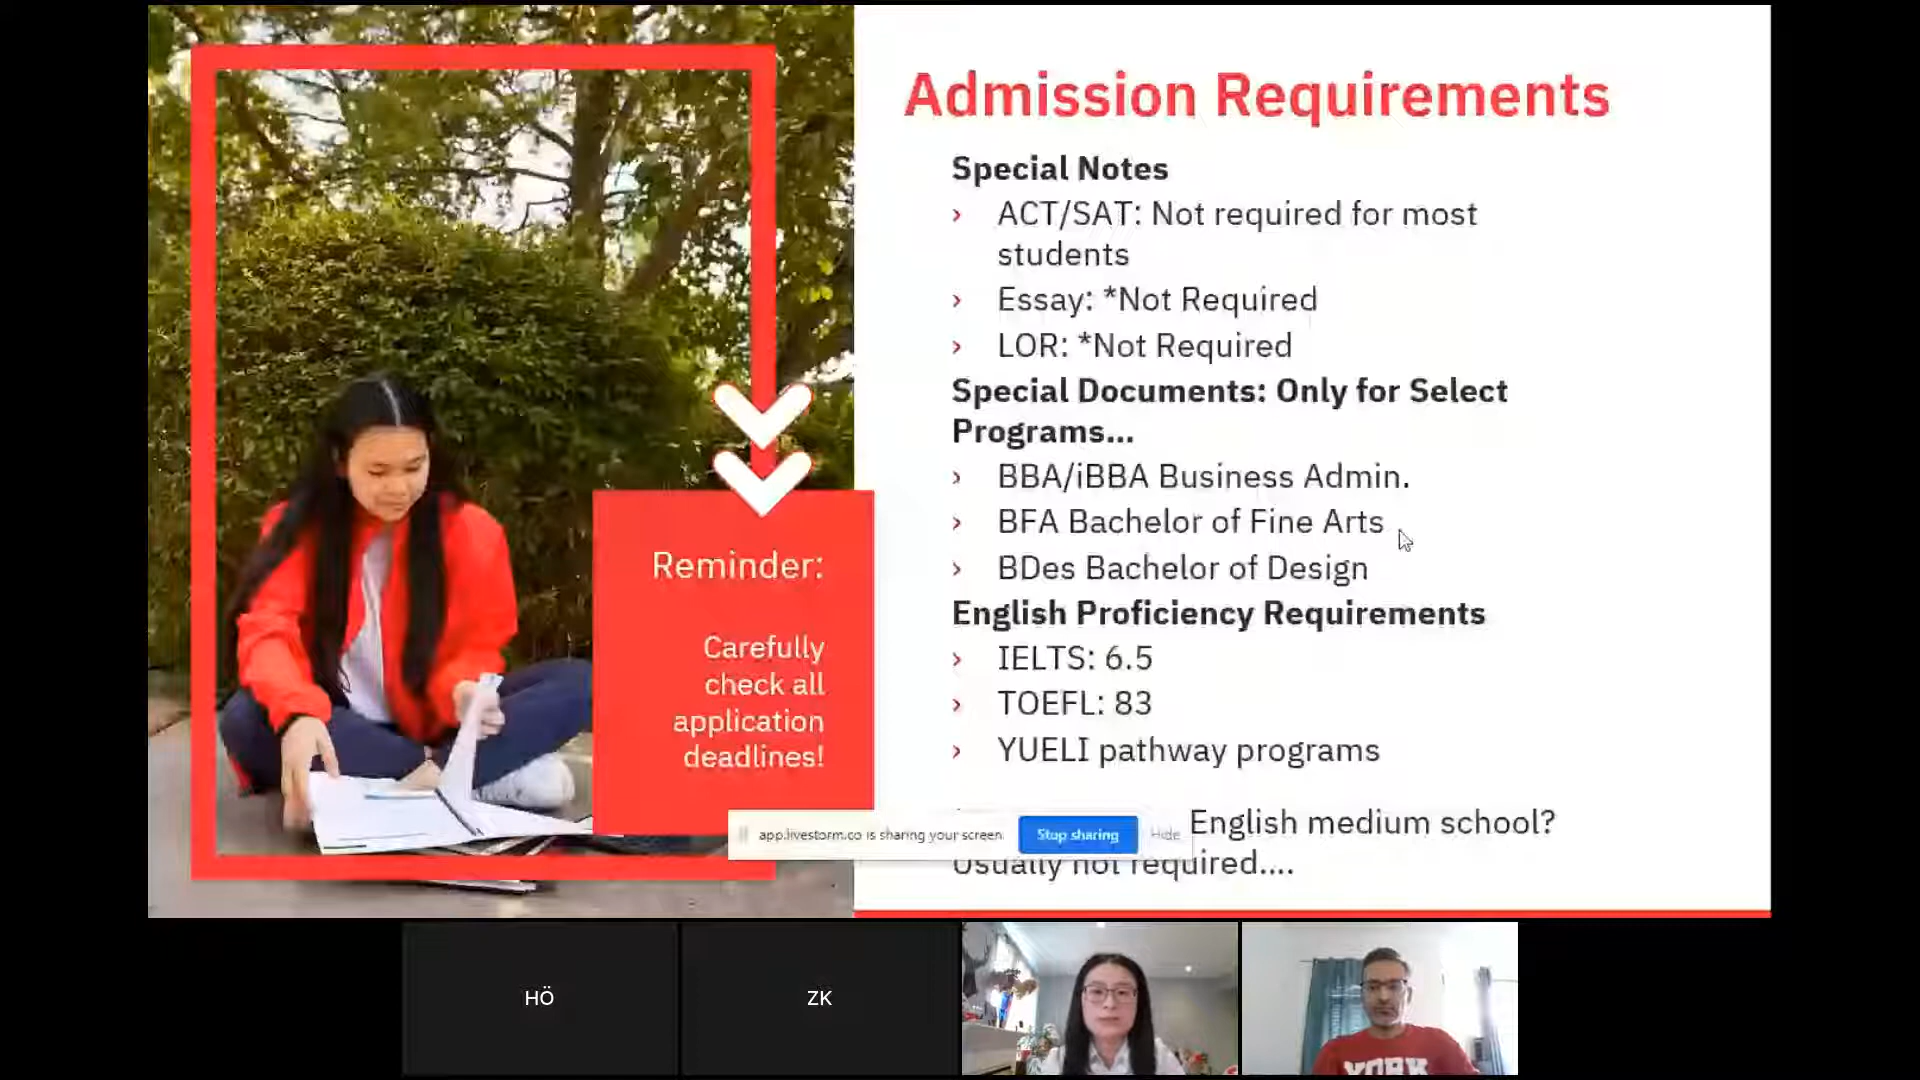 Admission Requirements
Special Notes
› ACT/SAT: Not required for most
students
› Essay: *Not Required
› LOR: *Not Required
Special Documents: Only for Select
Programs...
› BBA/iBBA Business Admin.
› BFA Bachelor of Fine Arts
› BDes Bachelor of Design
English Proficiency Requirements
› IELTS: 6.5
› TOEFL: 83
› YUELI pathway programs
English medium school?
Usually not required....
Reminder:
Carefully
check all
application
deadlines!
app.livestorm.co is sharing your screen.
Stop sharing
Hide
HÖ
ZK
YORK